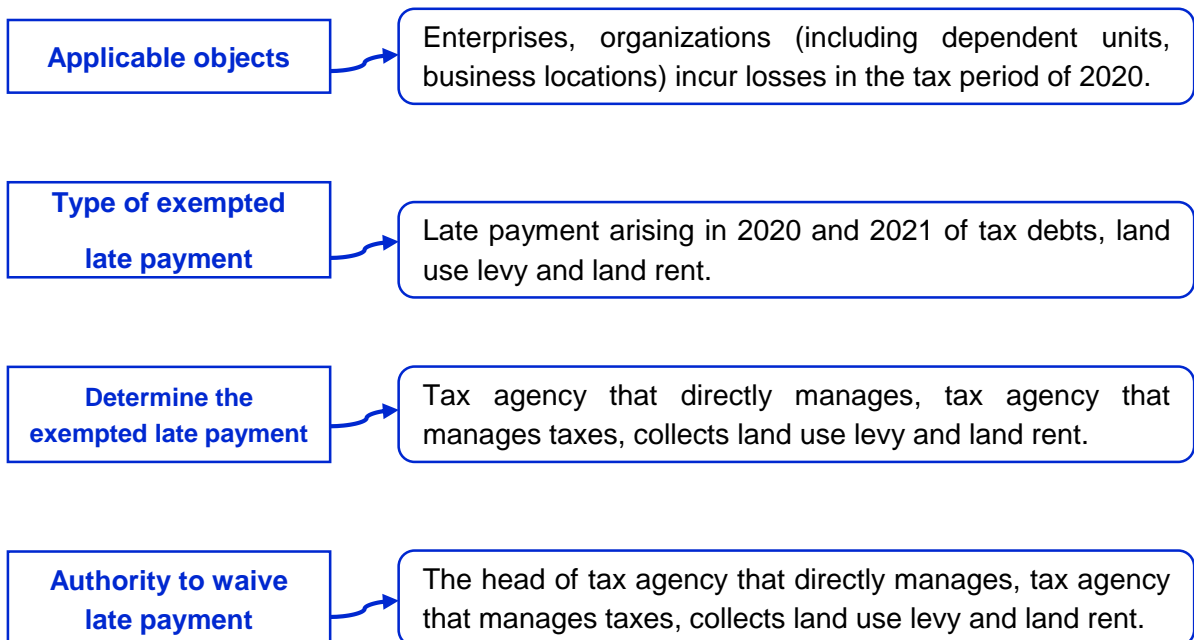 Applicable objects
Enterprises, organizations (including dependent units,
business locations) incur losses in the tax period of 2020.
Type of exempted
late payment
Late payment arising in 2020 and 2021 of tax debts, land
use levy and land rent.
Determine the
exempted late payment
Tax agency that directly manages, tax agency that
manages taxes, collects land use levy and land rent.
Authority to waive
late payment
The head of tax agency that directly manages, tax agency
that manages taxes, collects land use levy and land rent.